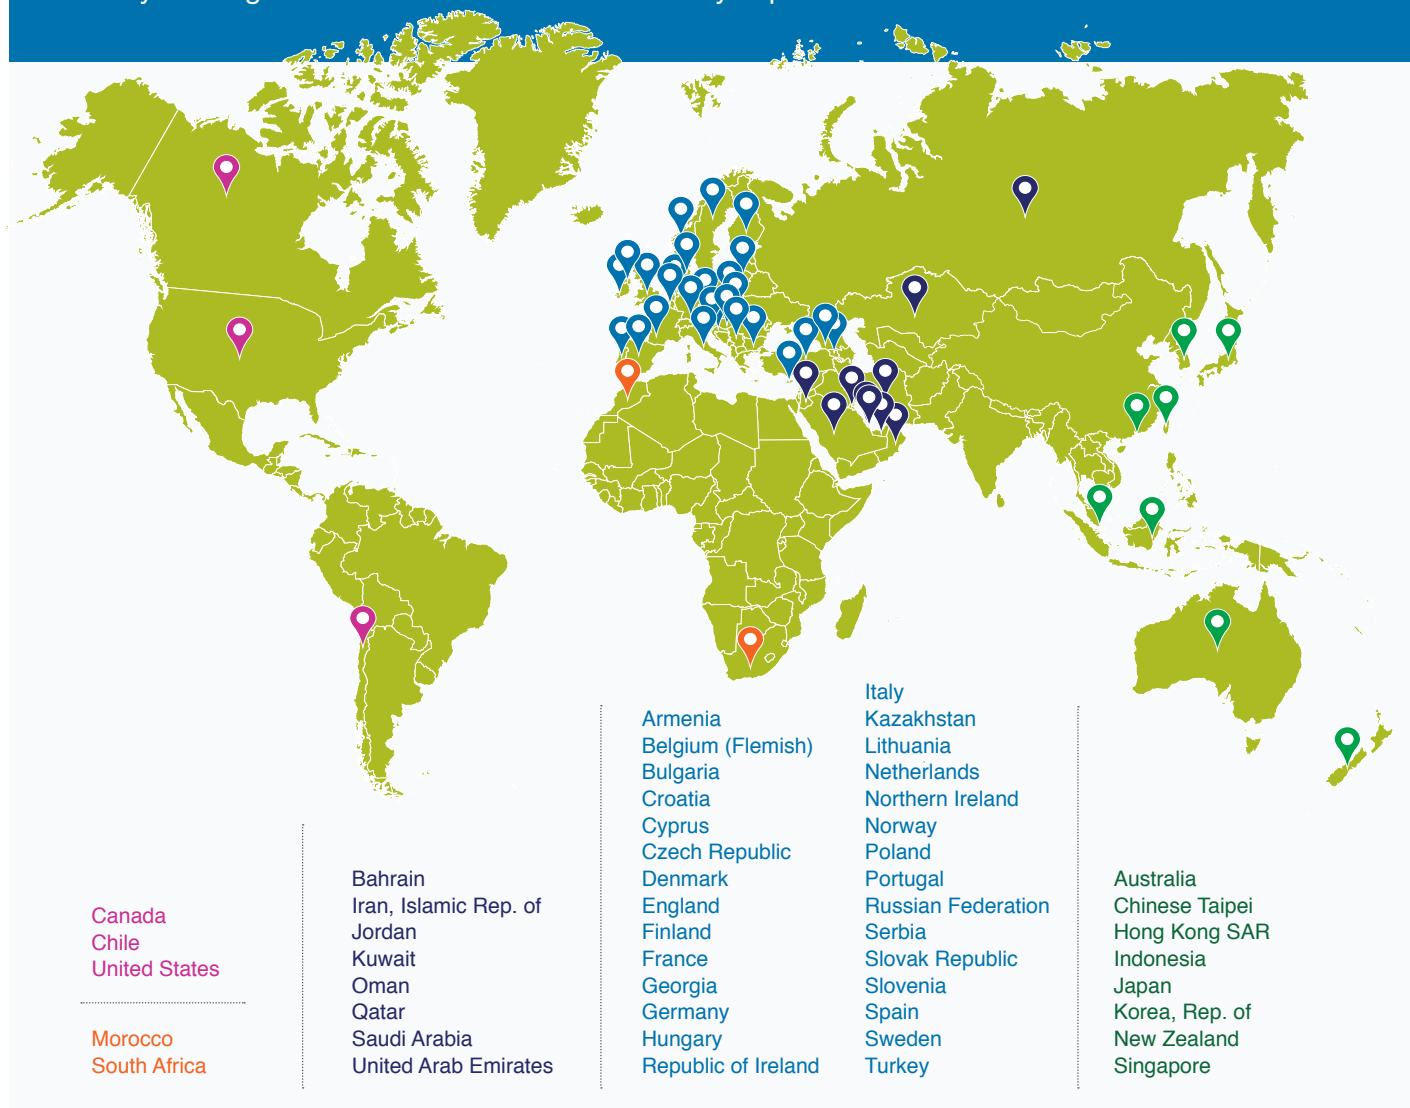 Canada
Chile
United States
Morocco
South Africa
Bahrain
Iran, Islamic Rep. of
Jordan
Kuwait
Oman
Qatar
Saudi Arabia
United Arab Emirates
Armenia
Belgium (Flemish)
Bulgaria
Croatia
Cyprus
Czech Republic
Denmark
England
Finland
France
Georgia
Germany
Hungary
Republic of Ireland
Italy
Kazakhstan
Lithuania
Netherlands
Northern Ireland
Norway
Poland
Portugal
Russian Federation
Serbia
Slovak Republic
Slovenia
Spain
Sweden
Turkey
Australia
Chinese Taipei
Hong Kong SAR
Indonesia
Japan
Korea, Rep. of
New Zealand
Singapore